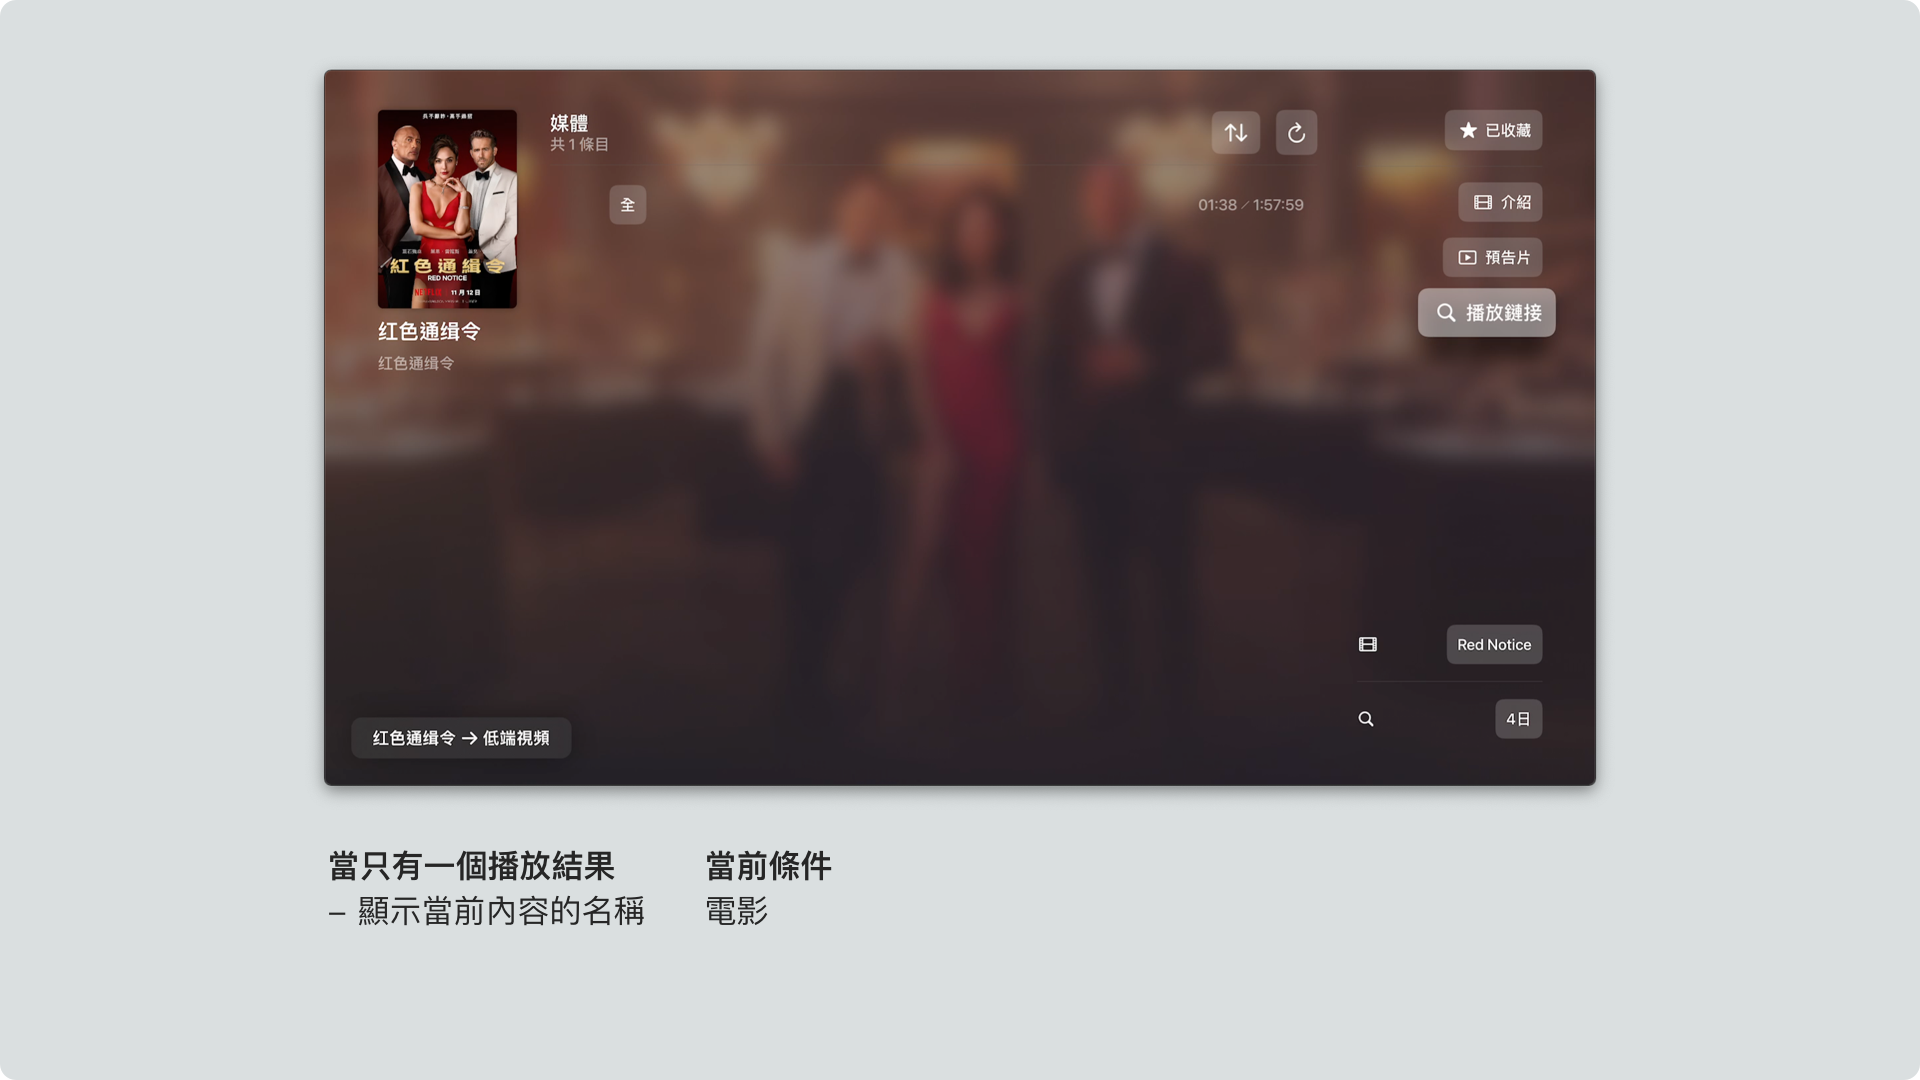 媒體
共 1 條目
已收藏
全
01:38 / 1:57:59
介紹
預告片
播放鏈接
紅色通緝令
RED NOTICE
11 月 12 日
红色通缉令
红色通缉令
Red Notice
4日
红色通缉令 → 低端視頻
當只有一個播放結果
– 顯示當前內容的名稱
當前條件
電影